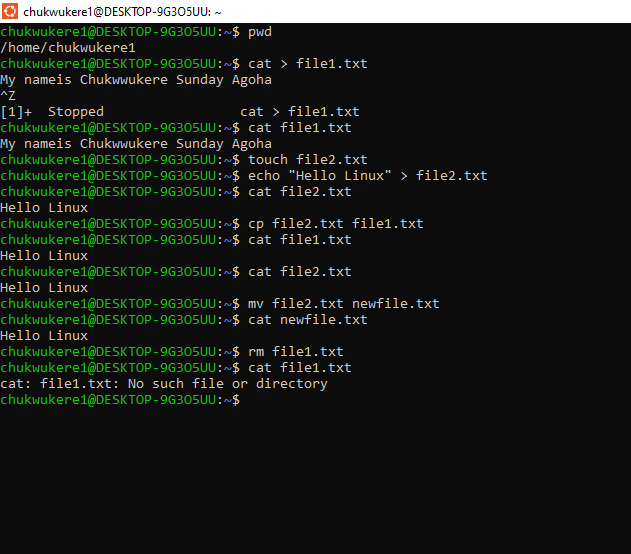 chukwukere1@DESKTOP-9G3O5UU: ~
chukwukere1@DESKTOP-9G3O5UU:~$ pwd
/home/chukwukere1
chukwukere1@DESKTOP-9G3O5UU:~$ cat > file1.txt
My nameis Chukwwukere Sunday Agoha
^Z
[1]+  Stopped                 cat > file1.txt
chukwukere1@DESKTOP-9G3O5UU:~$ cat file1.txt
My nameis Chukwwukere Sunday Agoha
chukwukere1@DESKTOP-9G3O5UU:~$ touch file2.txt
chukwukere1@DESKTOP-9G3O5UU:~$ echo "Hello Linux" > file2.txt
chukwukere1@DESKTOP-9G3O5UU:~$ cat file2.txt
Hello Linux
chukwukere1@DESKTOP-9G3O5UU:~$ cp file2.txt file1.txt
chukwukere1@DESKTOP-9G3O5UU:~$ cat file1.txt
Hello Linux
chukwukere1@DESKTOP-9G3O5UU:~$ cat file2.txt
Hello Linux
chukwukere1@DESKTOP-9G3O5UU:~$ mv file2.txt newfile.txt
chukwukere1@DESKTOP-9G3O5UU:~$ cat newfile.txt
Hello Linux
chukwukere1@DESKTOP-9G3O5UU:~$ rm file1.txt
chukwukere1@DESKTOP-9G3O5UU:~$ cat file1.txt
cat: file1.txt: No such file or directory
chukwukere1@DESKTOP-9G3O5UU:~$